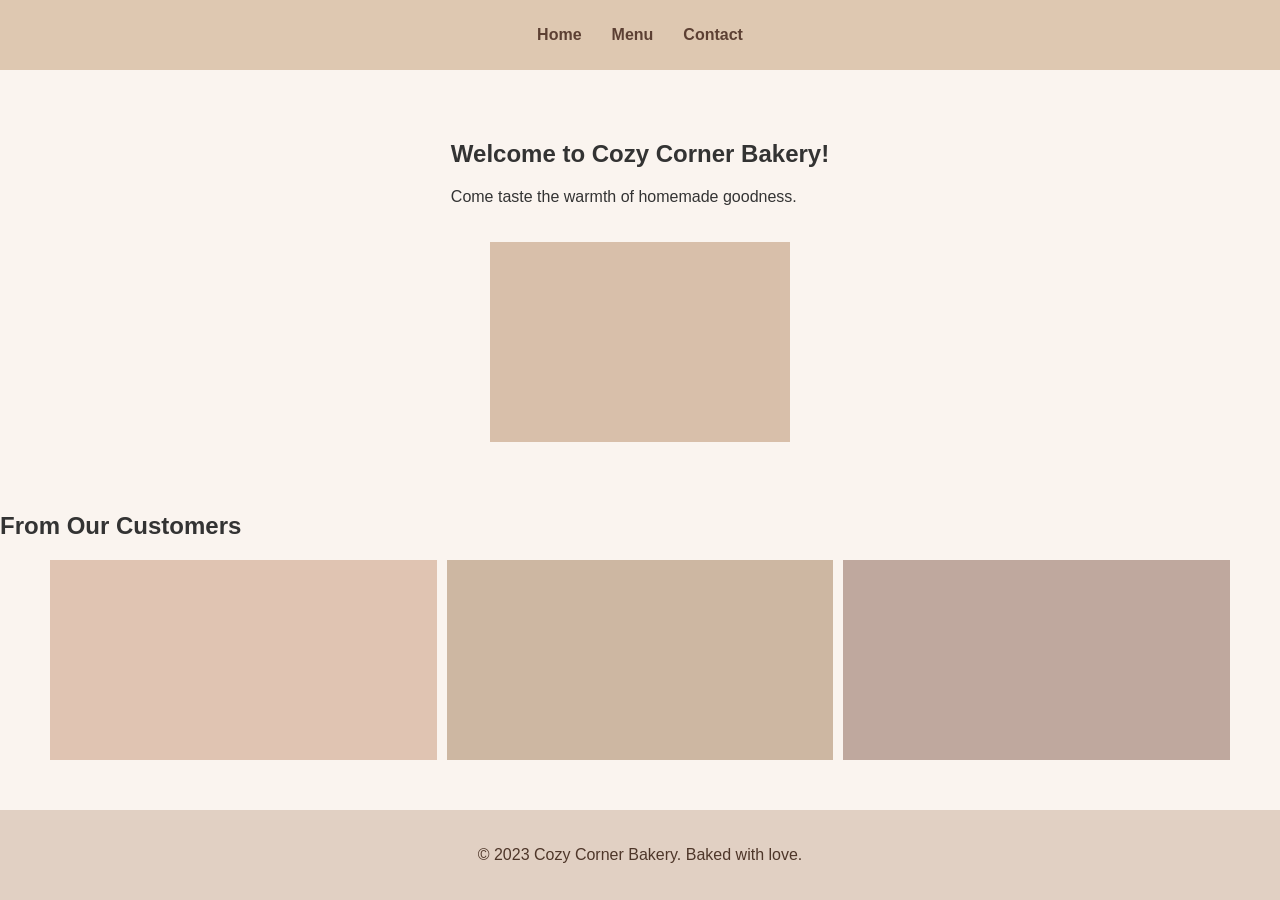 Home Menu Contact
Welcome to Cozy Corner Bakery!
Come taste the warmth of homemade goodness.
From Our Customers
© 2023 Cozy Corner Bakery. Baked with love.